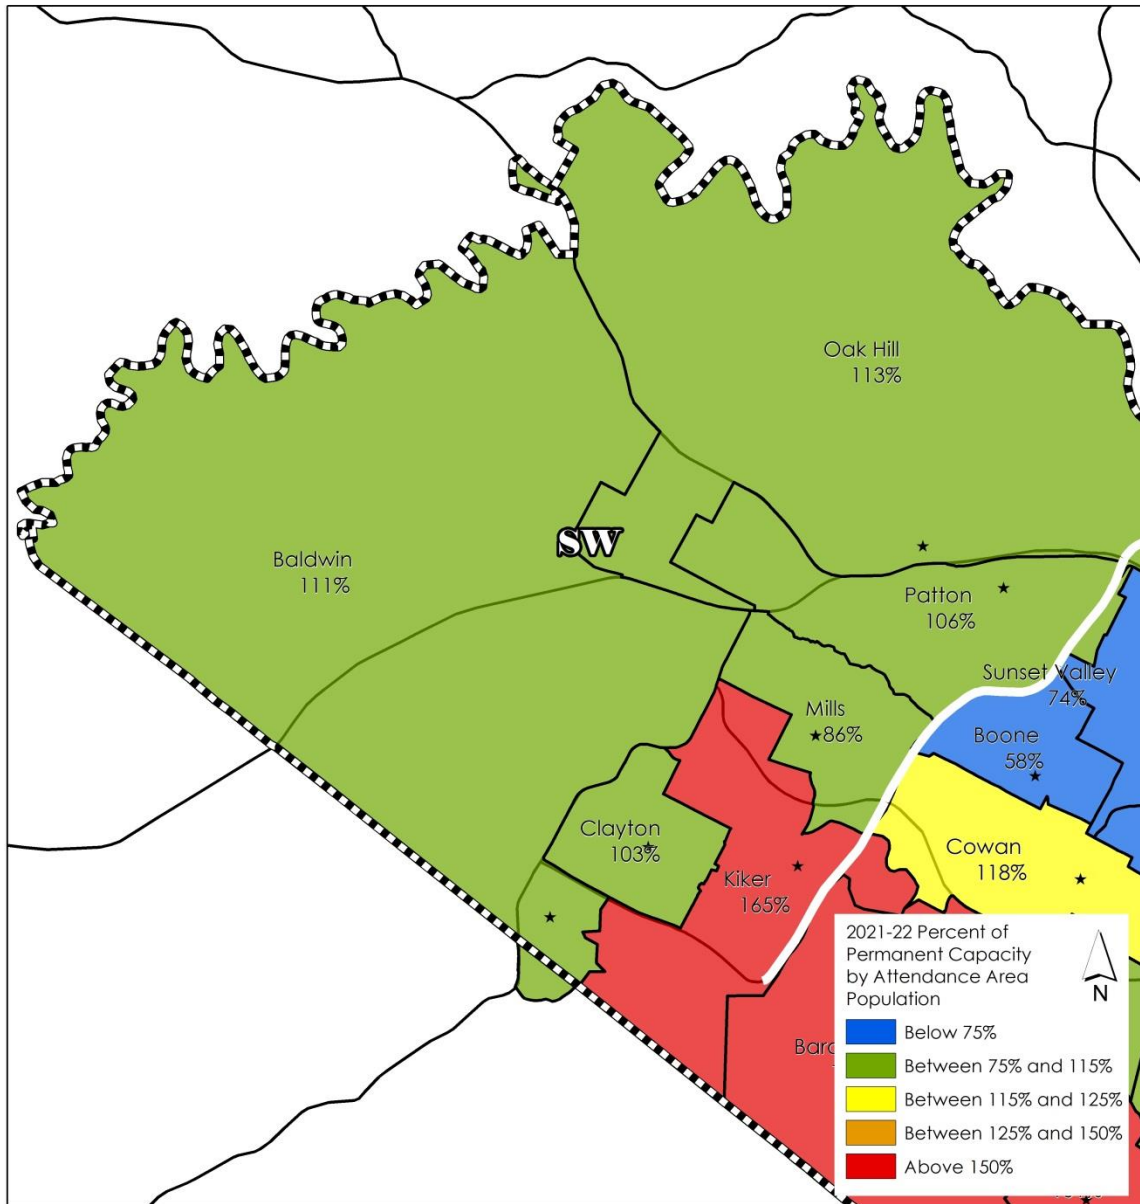 Oak Hill
113%
SW
Baldwin
111%
Patton
106%
Sunset Valley
74%
Mills
86%
Boone
58%
Clayton
103%
Cowan
118%
Kiker
165%
2021-22 Percent of
Permanent Capacity
by Attendance Area
Population
N
Below 75%
Between 75% and 115%
Between 115% and 125%
Between 125% and 150%
Above 150%